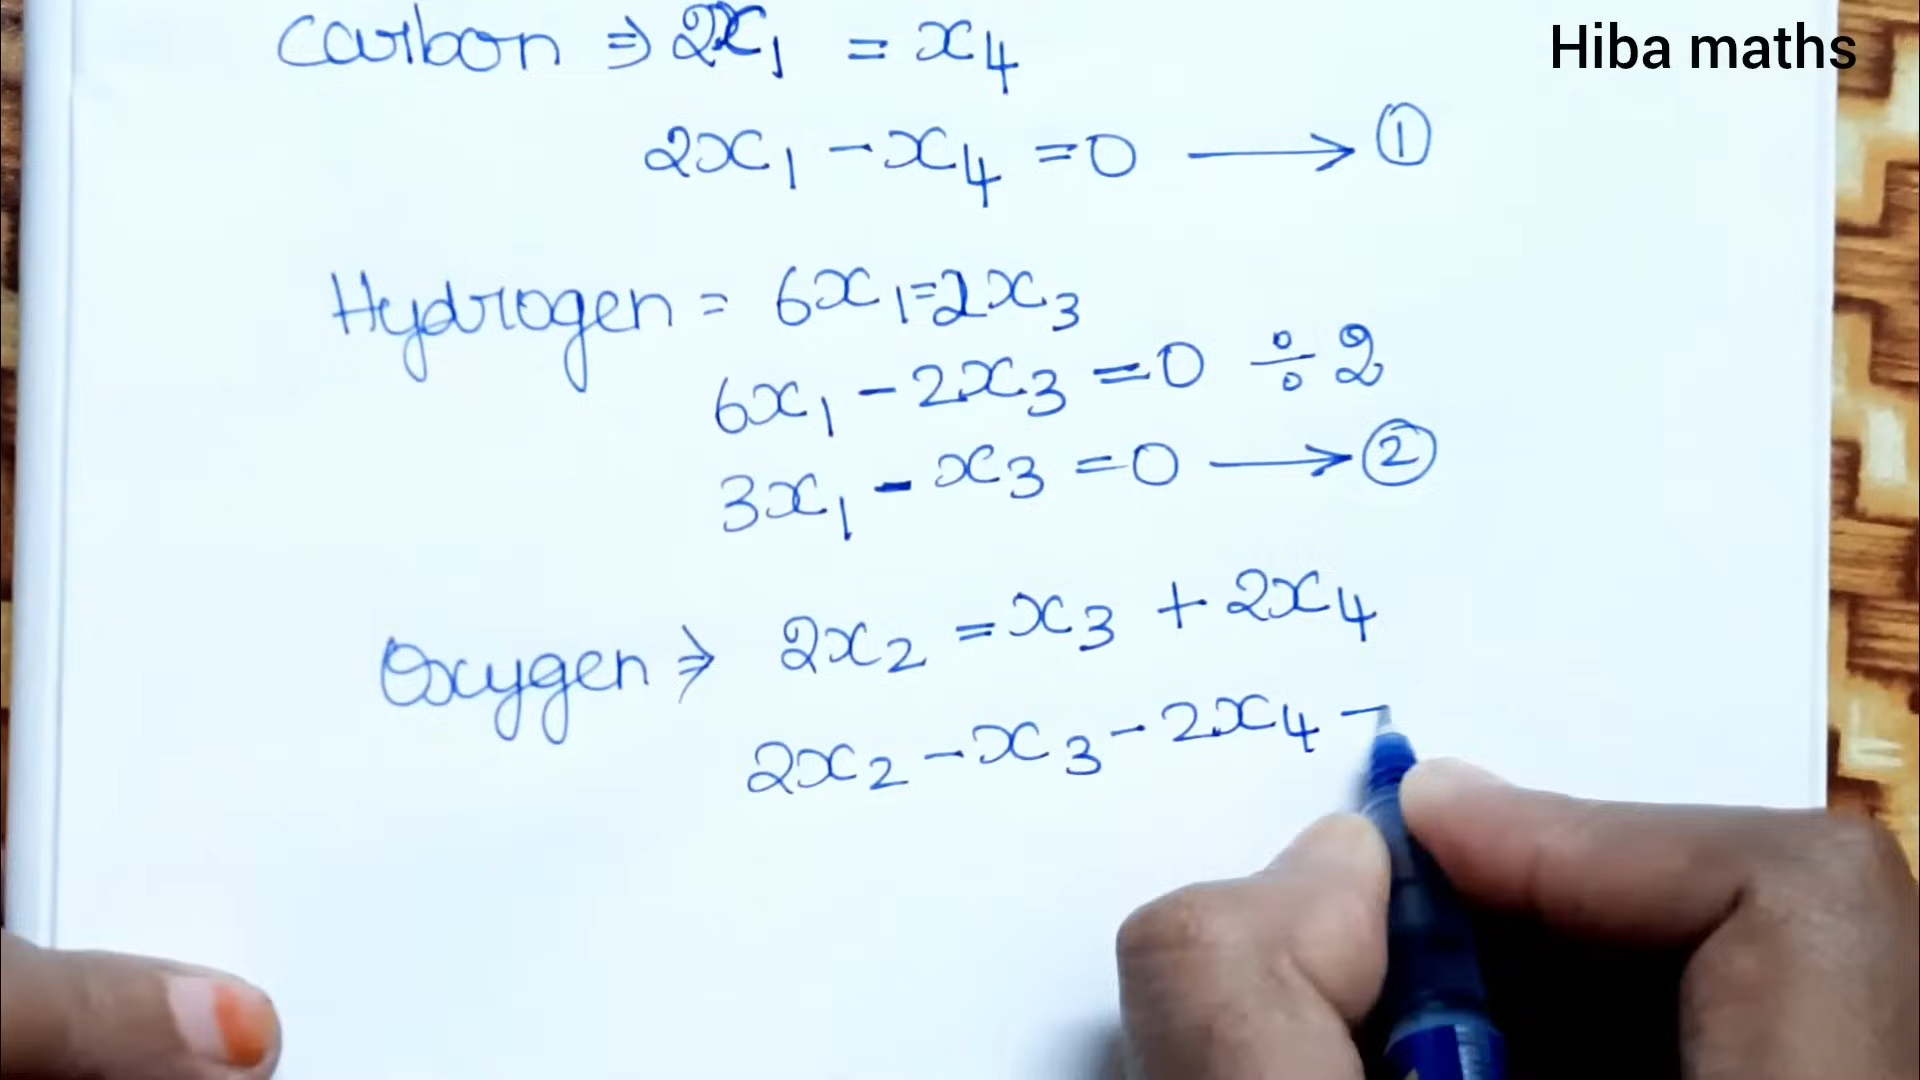 Hiba maths
Carbon ⇒ 2x₁ = x₄
2x₁ - x₄ = 0 ⟶ ①
Hydrogen = 6x₁ = 2x₃
6x₁ - 2x₃ = 0 ÷ 2
3x₁ - x₃ = 0 ⟶ ②
Oxygen ⇒ 2x₂ = x₃ + 2x₄
2x₂ - x₃ - 2x₄ -